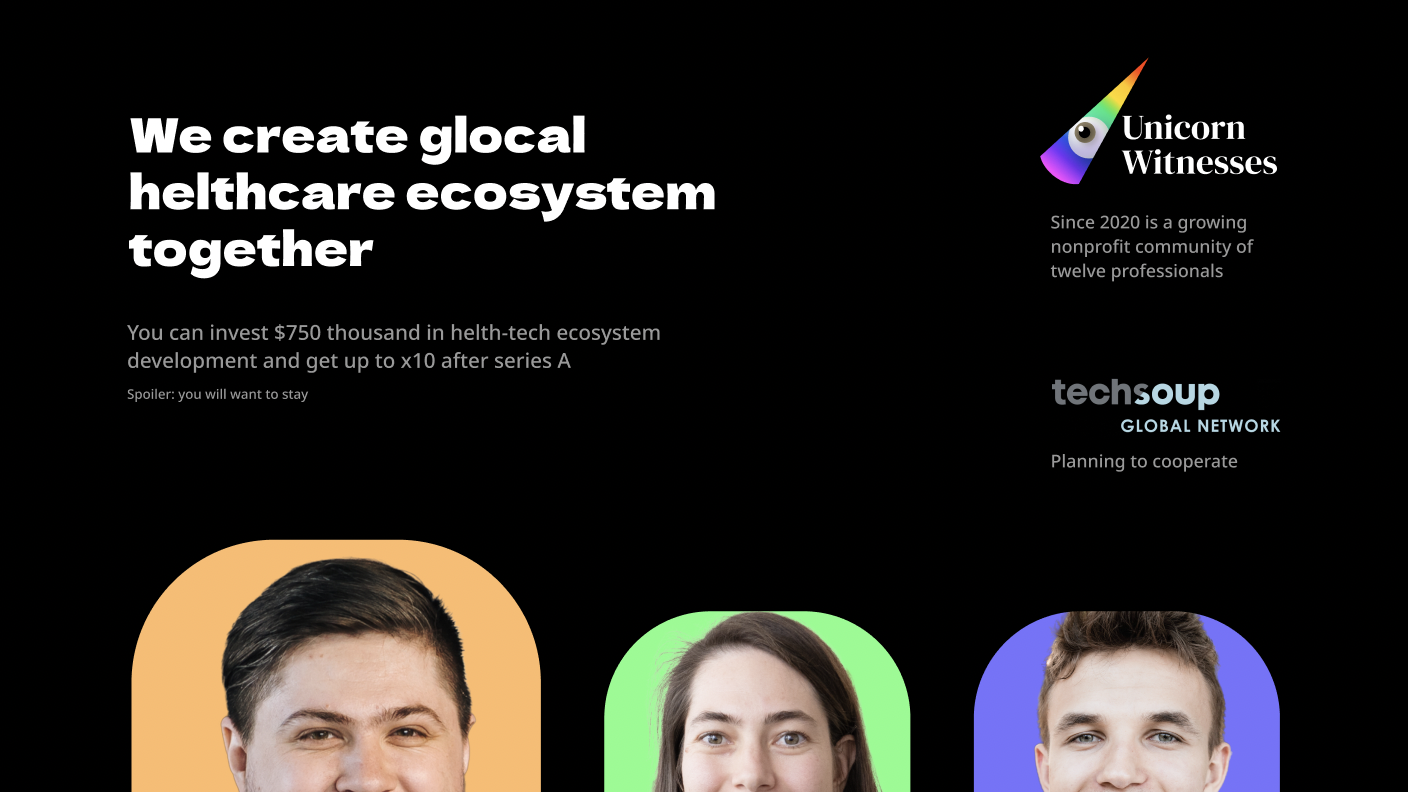 We create glocal
helthcare ecosystem
together
You can invest $750 thousand in helth-tech ecosystem
development and get up to x10 after series A
Spoiler: you will want to stay
Unicorn
Witnesses
Since 2020 is a growing
nonprofit community of
twelve professionals
techsoup
GLOBAL NETWORK
Planning to cooperate